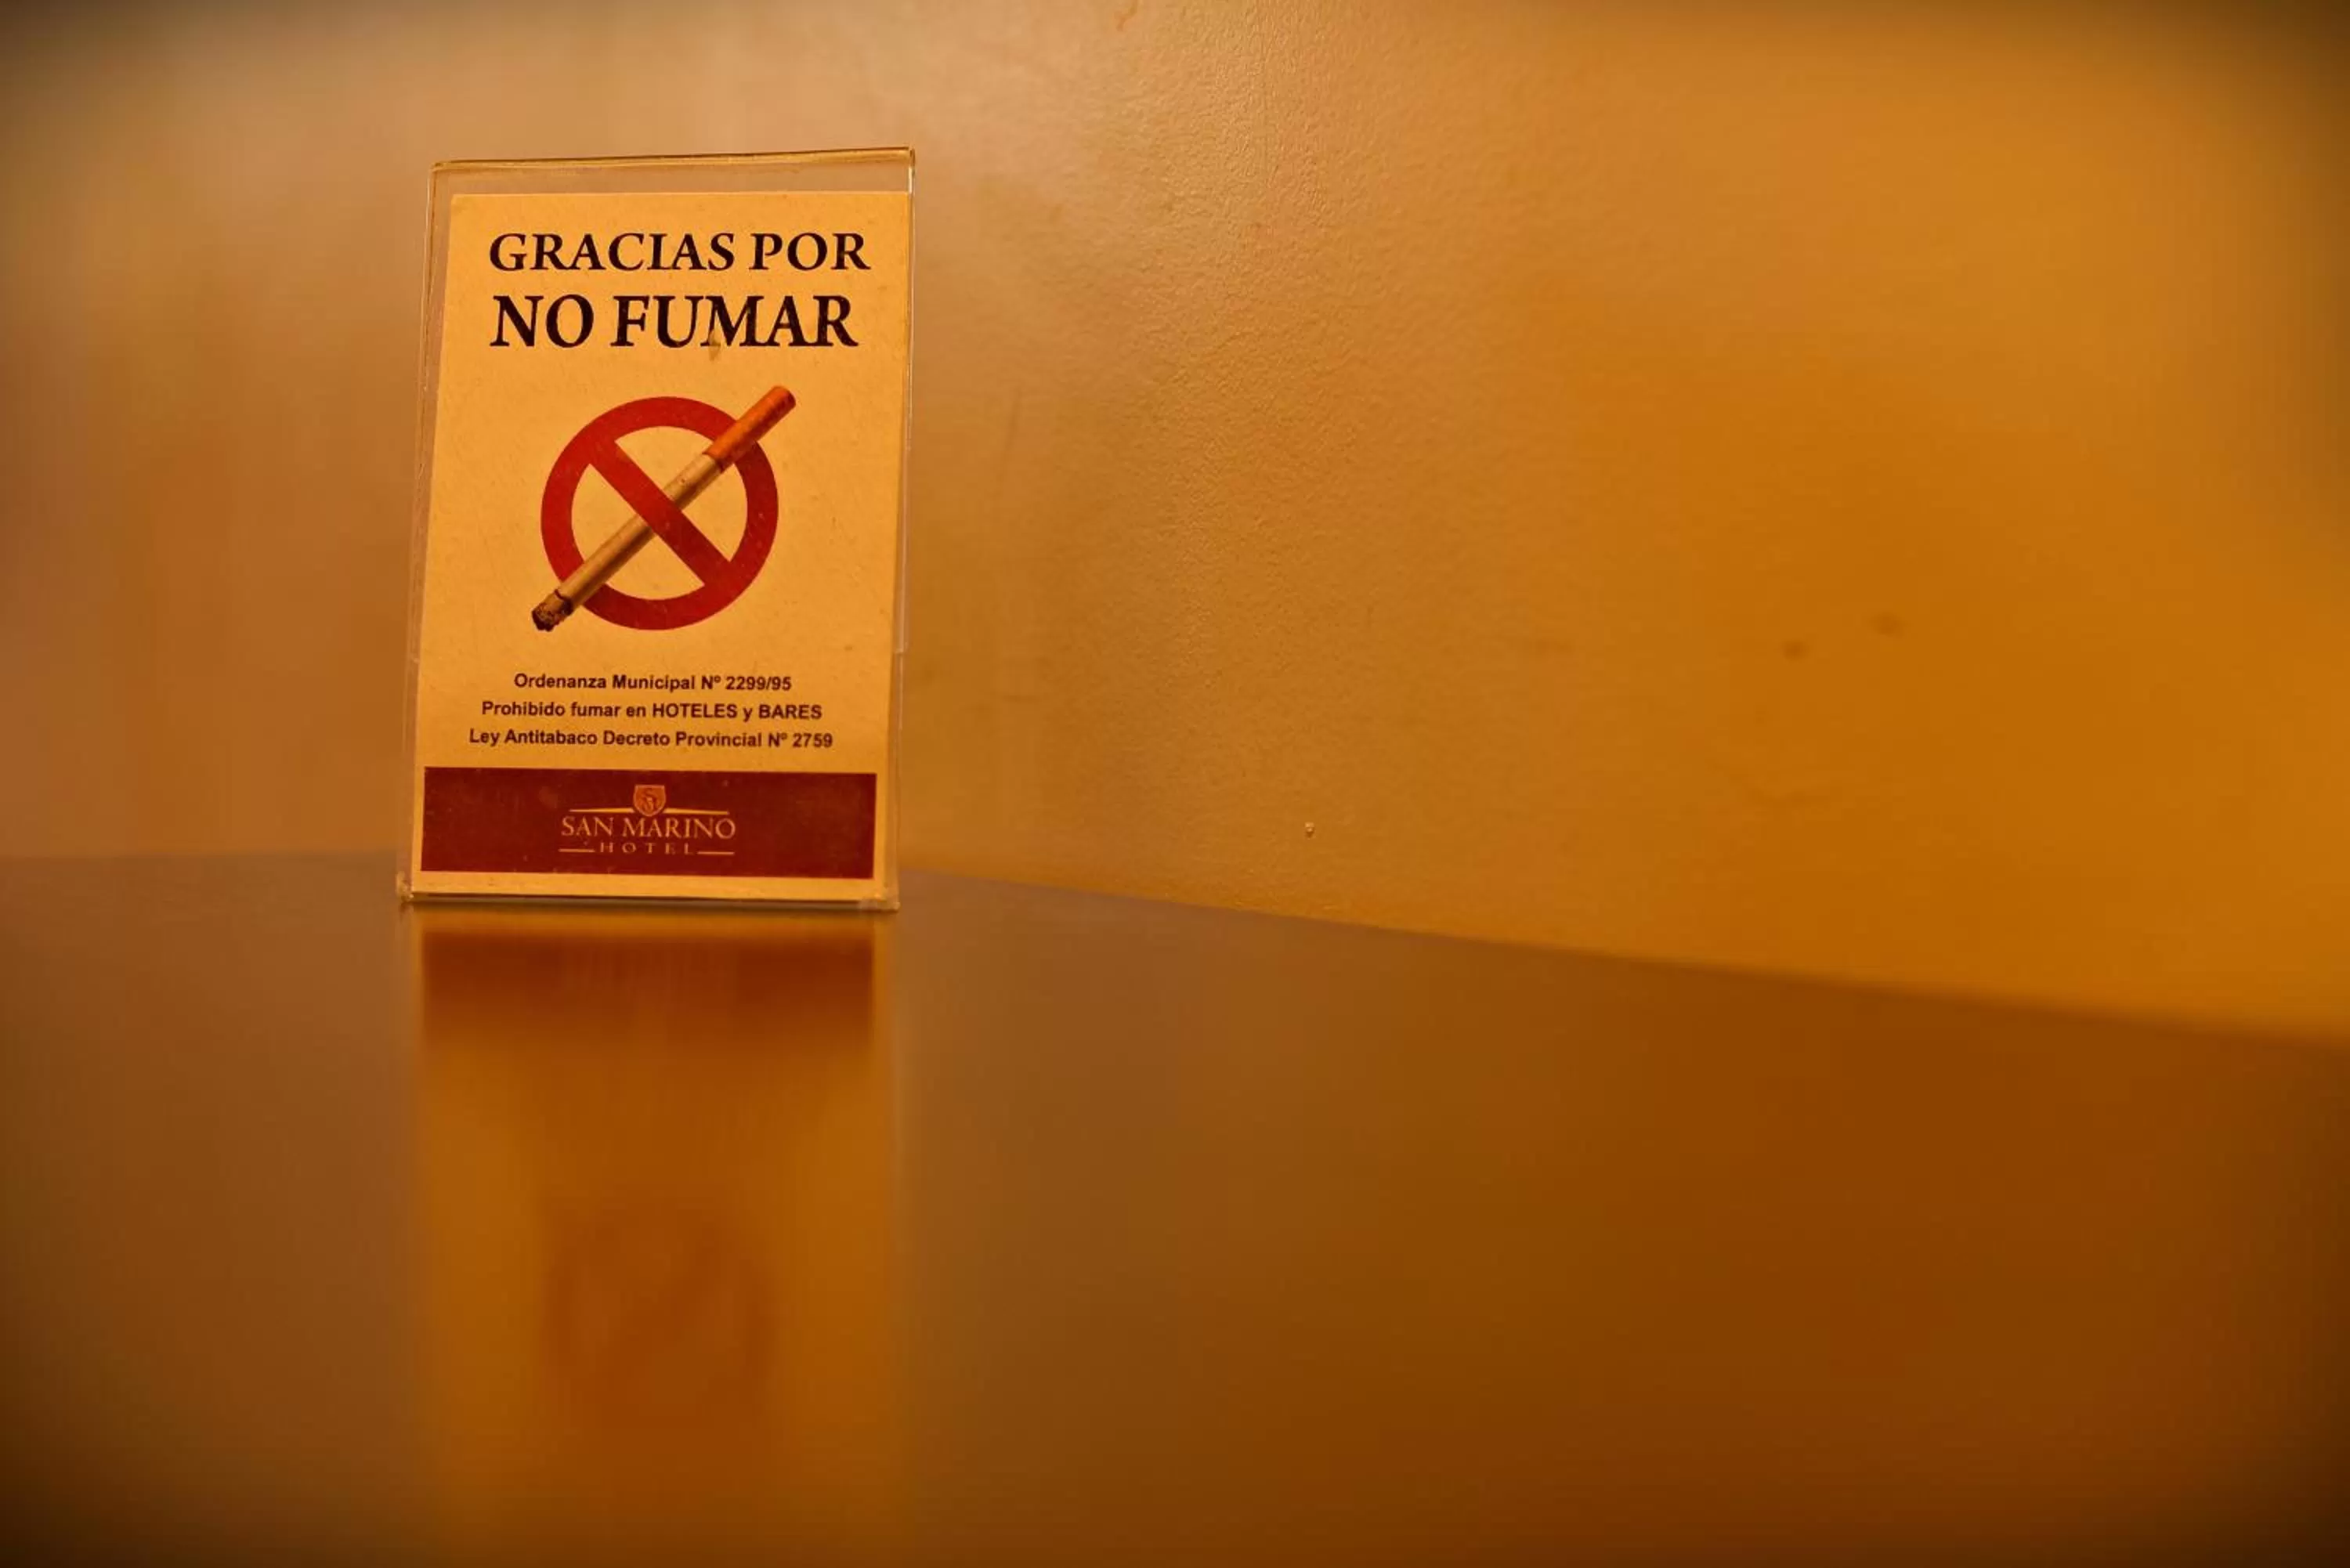 GRACIAS POR
NO FUMAR
Ordenanza Municipal Nº 2299/95
Prohibido fumar en HOTELES y BARES
Ley Antitabaco Decreto Provincial Nº 2759
SAN MARINO
HOTEL